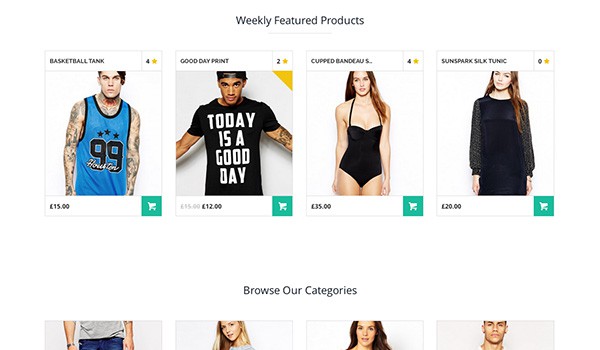 Weekly Featured Products
BASKETBALL TANK 4
GOOD DAY PRINT 2
CUPPED BANDEAU S.. 4
SUNSPARK SILK TUNIC 0
99
Houston
TODAY
IS A
GOOD
DAY
£15.00
£15.00 £12.00
£35.00
£20.00
Browse Our Categories